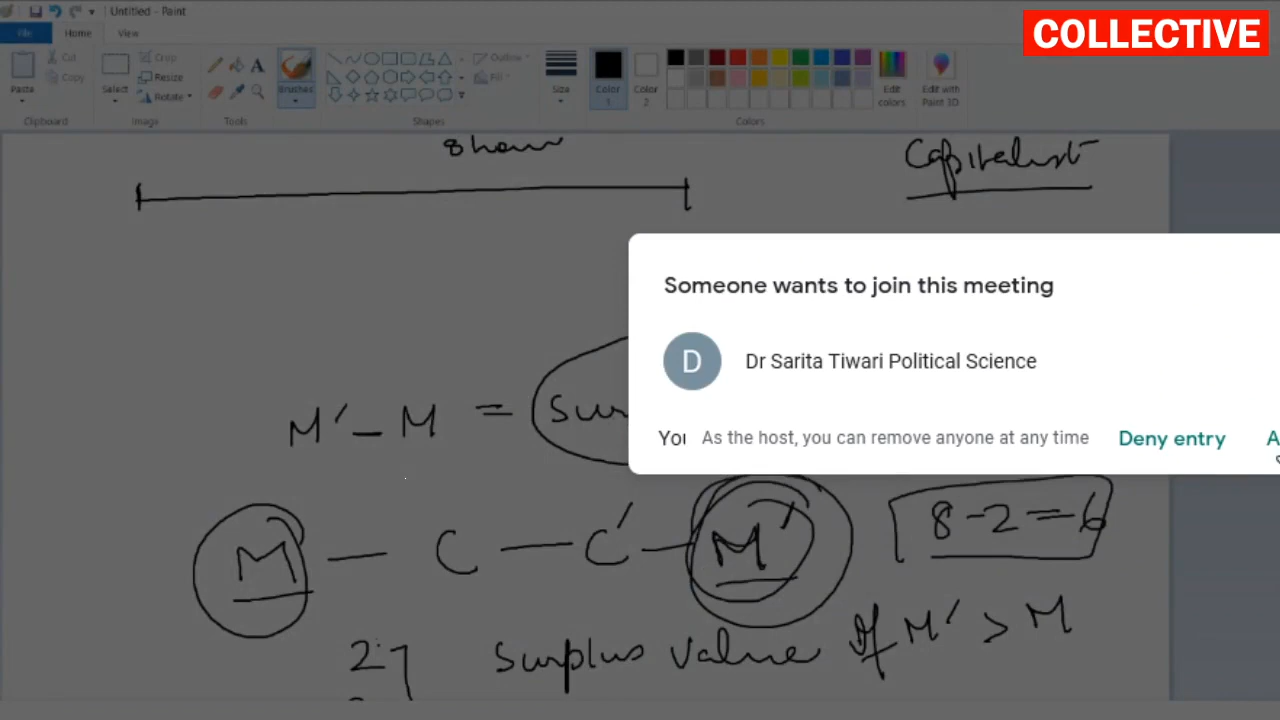 Untitled - Paint
COLLECTIVE
File Home View
Cut
Crop
Copy
Resize
Outline
Fill
Paste Select Rotate Brushes Size Color 1 Color 2 Edit colors Edit with Paint 3D
Clipboard Image Tools Shapes Colors
8 hour
Capitalist
Someone wants to join this meeting
D
Dr Sarita Tiwari Political Science
M' - M = Sur
You
As the host, you can remove anyone at any time
Deny entry
A
M - C - C' - M'
8-2=6
Surplus value If M' > M